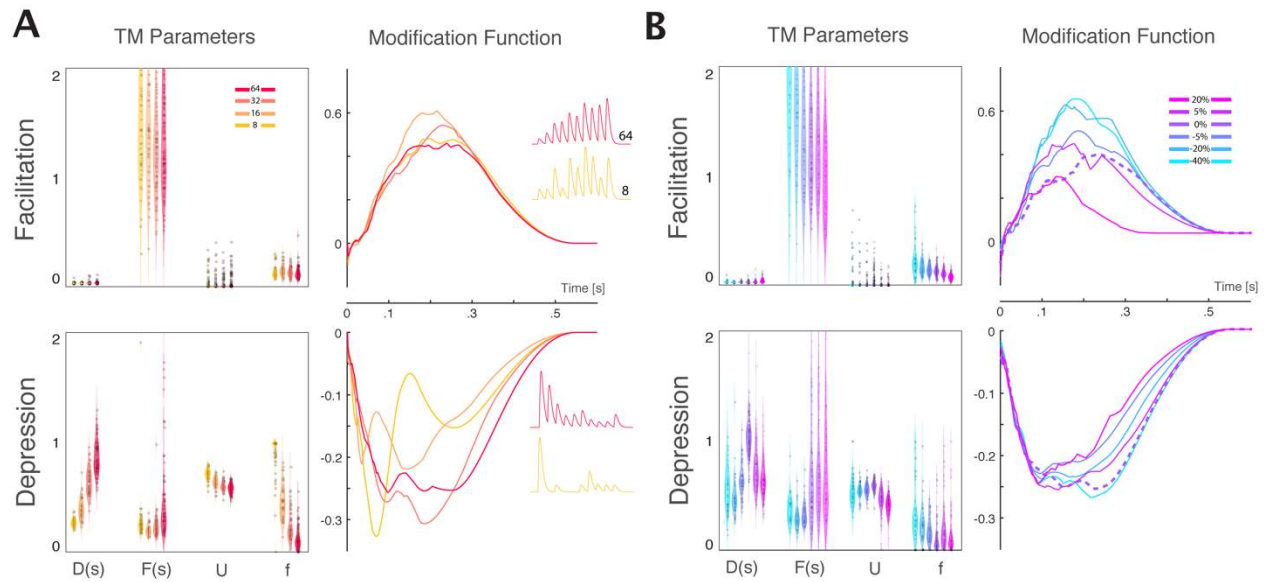 A
TM Parameters
Modification Function
Facilitation
2
1
0
64
32
16
8
0.6
0
64
8
Time [s]
0
.1
.3
.5
Depression
2
1
0
0
-0.1
-0.2
-0.3
D(s)
F(s)
U
f
B
TM Parameters
Modification Function
Facilitation
2
1
0
0.6
0
20%
5%
0%
-5%
-20%
-40%
Time [s]
0
.1
.3
.5
Depression
2
1
0
0
-0.1
-0.2
-0.3
D(s)
F(s)
U
f